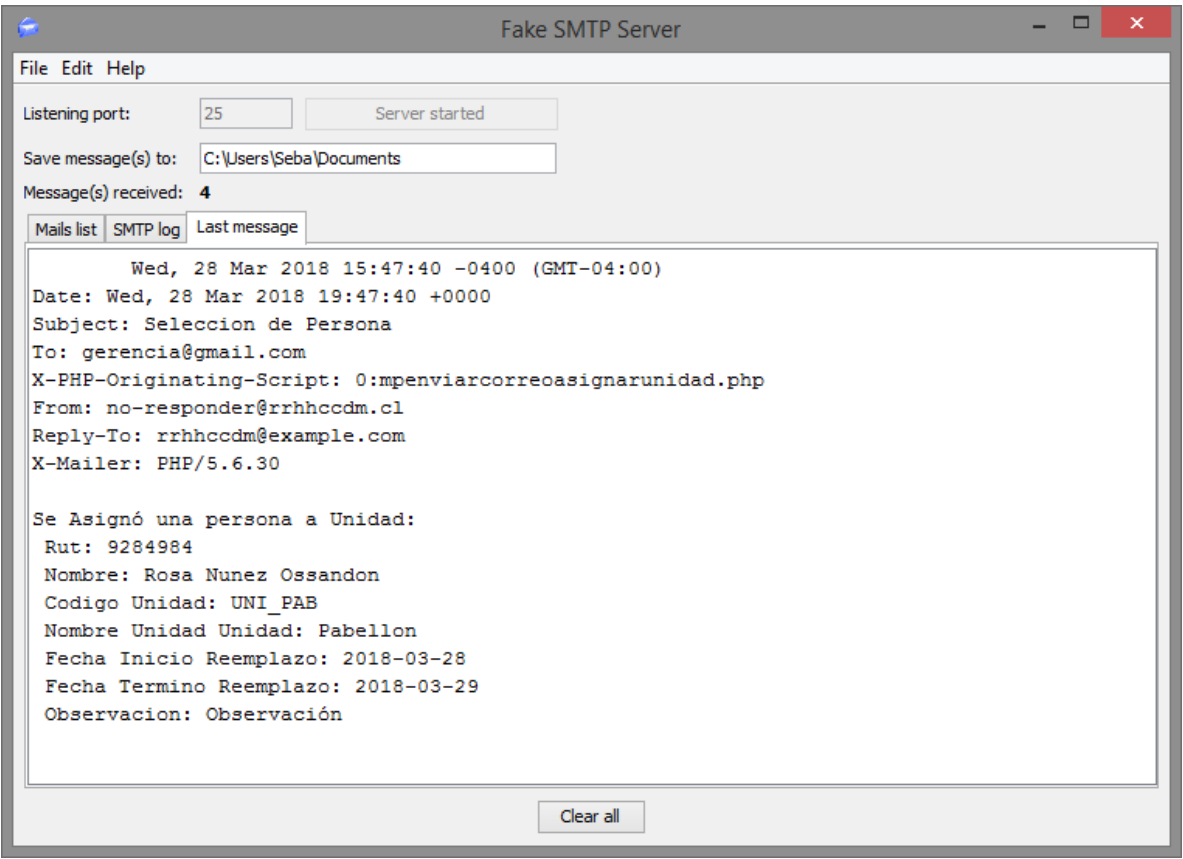 Fake SMTP Server
File Edit Help
Listening port: 25 Server started
Save message(s) to: C:\Users\Seba\Documents
Message(s) received: 4
Mails list SMTP log Last message
Wed, 28 Mar 2018 15:47:40 -0400 (GMT-04:00)
Date: Wed, 28 Mar 2018 19:47:40 +0000
Subject: Seleccion de Persona
To: gerencia@gmail.com
X-PHP-Originating-Script: 0:mpenviarcorreoasignarunidad.php
From: no-responder@rrhhccdm.cl
Reply-To: rrhhccdm@example.com
X-Mailer: PHP/5.6.30
Se Asignó una persona a Unidad:
Rut: 9284984
Nombre: Rosa Nunez Ossandon
Codigo Unidad: UNI_PAB
Nombre Unidad Unidad: Pabellon
Fecha Inicio Reemplazo: 2018-03-28
Fecha Termino Reemplazo: 2018-03-29
Observacion: Observación
Clear all